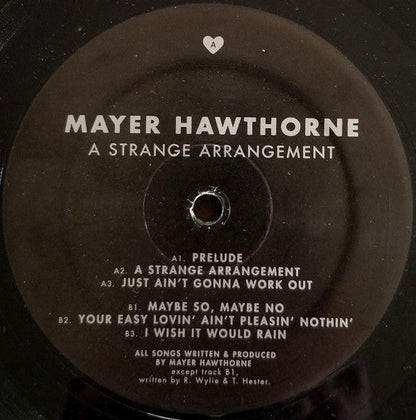 A
MAYER HAWTHORNE
A STRANGE ARRANGEMENT
A1. PRELUDE
A2. A STRANGE ARRANGEMENT
A3. JUST AIN'T GONNA WORK OUT
B1. MAYBE SO, MAYBE NO
B2. YOUR EASY LOVIN' AIN'T PLEASIN' NOTHIN'
B3. I WISH IT WOULD RAIN
ALL SONGS WRITTEN & PRODUCED
BY MAYER HAWTHORNE
except track B1,
written by R. Wylie & T. Hester.